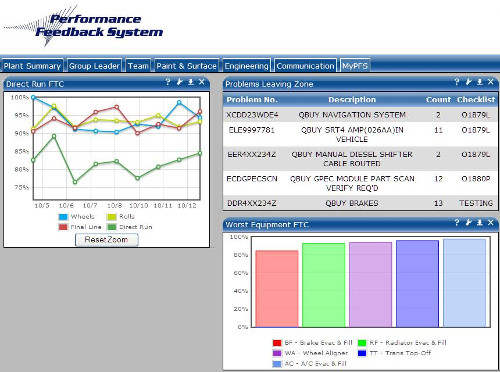 Performance
Feedback System
Plant Summary Group Leader Team Paint & Surface Engineering Communication MyPFS
Direct Run FTC
100%
95%
90%
85%
80%
75%
10/5 10/6 10/7 10/8 10/9 10/10 10/11 10/12
Wheels Rolls
Final Line Direct Run
ResetZoom
Problems Leaving Zone
Problem No. Description Count Checklist
XCDD23WDE4 QBUY NAVIGATION SYSTEM 2 O1879L
ELE9997781 QBUY SRT4 AMP(026AA)IN VEHICLE 11 O1879L
EER4XX234Z QBUY MANUAL DIESEL SHIFTER CABLE ROUTED 2 O1879L
ECDGPECSCN QBUY GPEC MODULE PART SCAN VERIFY REQ'D 12 O1880P
DDR4XX234Z QBUY BRAKES 13 TESTING
Worst Equipment FTC
100%
80%
60%
40%
20%
0%
BF - Brake Evac & Fill RF - Radiator Evac & Fill
WA - Wheel Aligner TT - Trans Top-Off
AC - A/C Evac & Fill